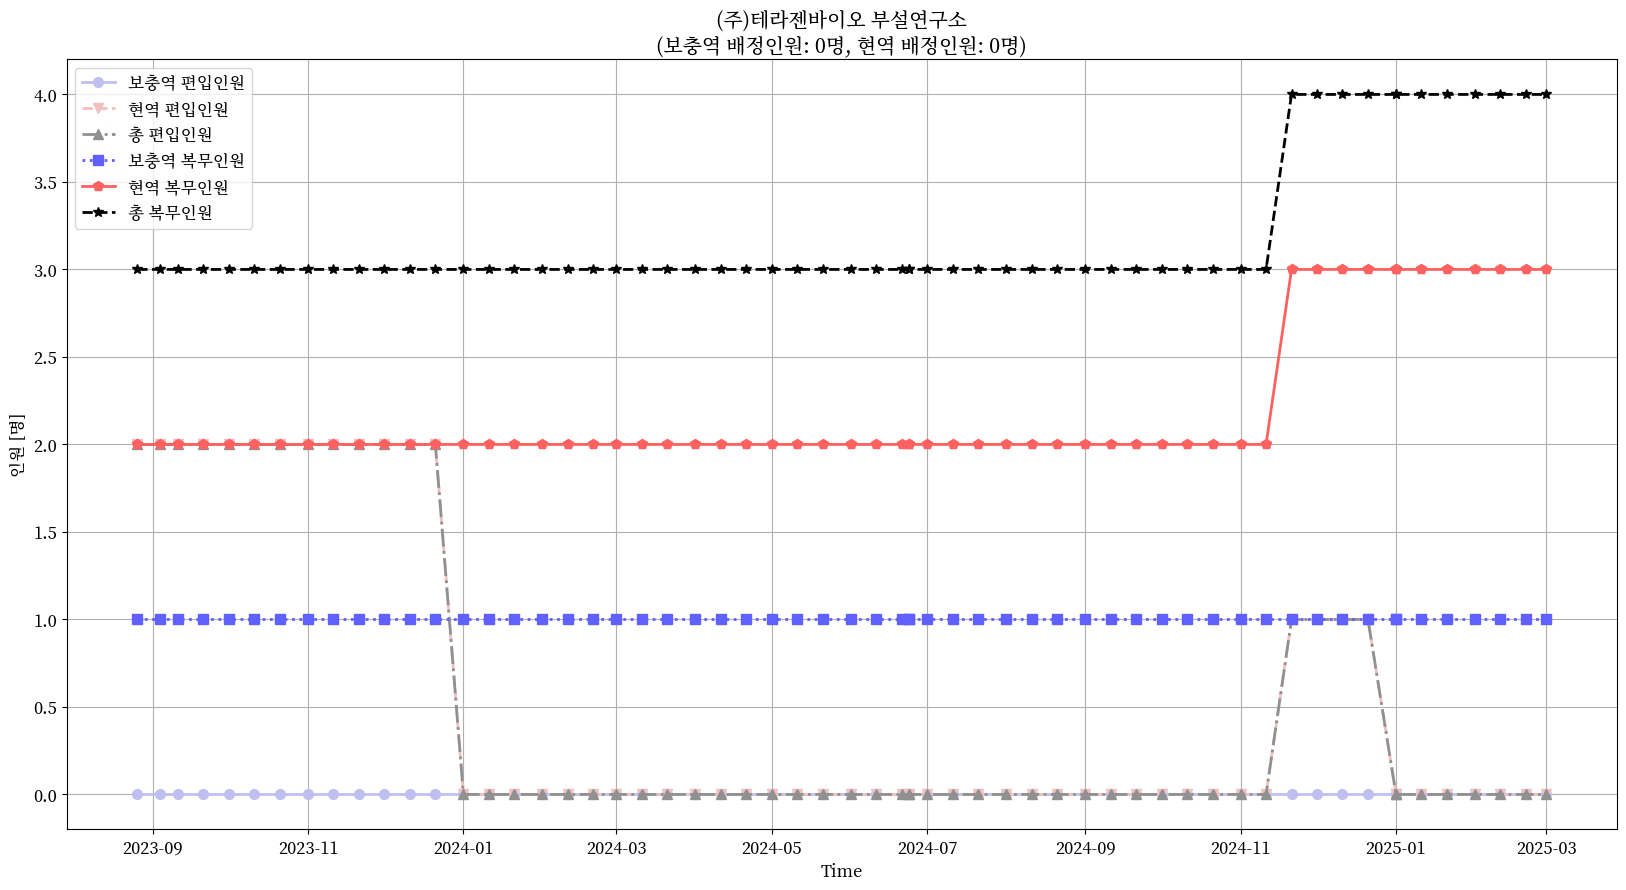 (주)테라젠바이오 부설연구소
(보충역 배정인원: 0명, 현역 배정인원: 0명)
보충역 편입인원
현역 편입인원
총 편입인원
보충역 복무인원
현역 복무인원
총 복무인원
4.0
3.5
3.0
2.5
2.0
1.5
1.0
0.5
0.0
인원 [명]
2023-09 2023-11 2024-01 2024-03 2024-05 2024-07 2024-09 2024-11 2025-01 2025-03
Time